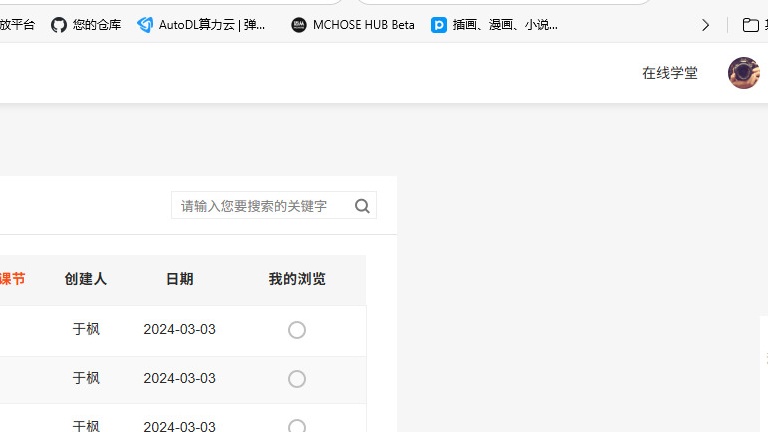 放平台 您的仓库 AutoDL算力云 | 弹... MCHOSE HUB Beta 插画、漫画、小说...
在线学堂
请输入您要搜索的关键字
课节 创建人 日期 我的浏览
于枫 2024-03-03
于枫 2024-03-03
于枫 2024-03-03